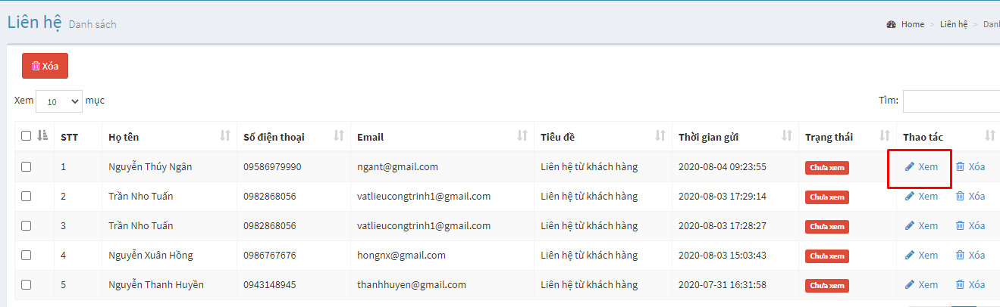 Liên hệ Danh sách
Home > Liên hệ >
Xóa
Xem 10 mục
Tìm:
STT Họ tên Số điện thoại Email Tiêu đề Thời gian gửi Trạng thái Thao tác
1 Nguyễn Thúy Ngân 09586979990 ngant@gmail.com Liên hệ từ khách hàng 2020-08-04 09:23:55 Chưa xem Xem Xóa
2 Trần Nho Tuấn 0982868056 vatlieucongtrinh1@gmail.com Liên hệ từ khách hàng 2020-08-03 17:29:14 Chưa xem Xem Xóa
3 Trần Nho Tuấn 0982868056 vatlieucongtrinh1@gmail.com Liên hệ từ khách hàng 2020-08-03 17:28:27 Chưa xem Xem Xóa
4 Nguyễn Xuân Hồng 0986767676 hongnx@gmail.com Liên hệ từ khách hàng 2020-08-03 15:03:43 Chưa xem Xem Xóa
5 Nguyễn Thanh Huyền 0943148945 thanhhuyen@gmail.com Liên hệ từ khách hàng 2020-07-31 16:31:58 Chưa xem Xem Xóa